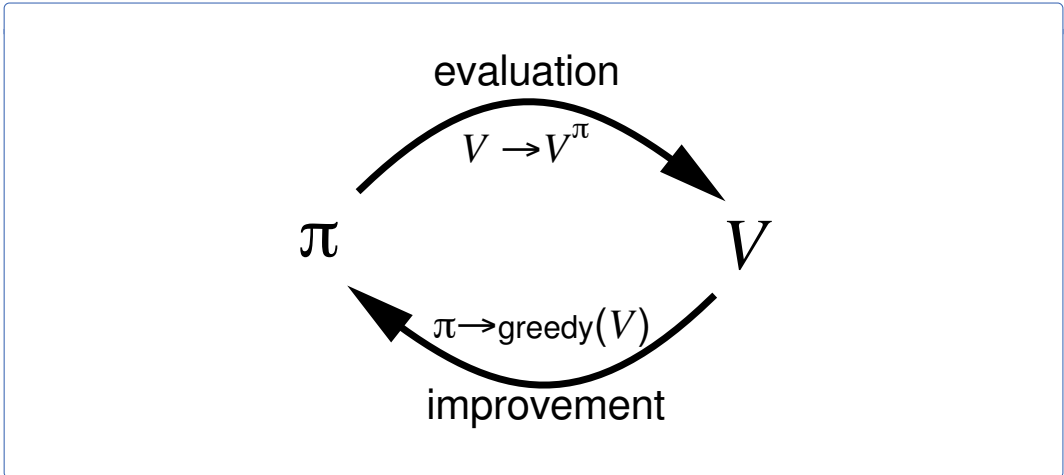 evaluation
V → V^π
π
V
π→greedy(V)
improvement